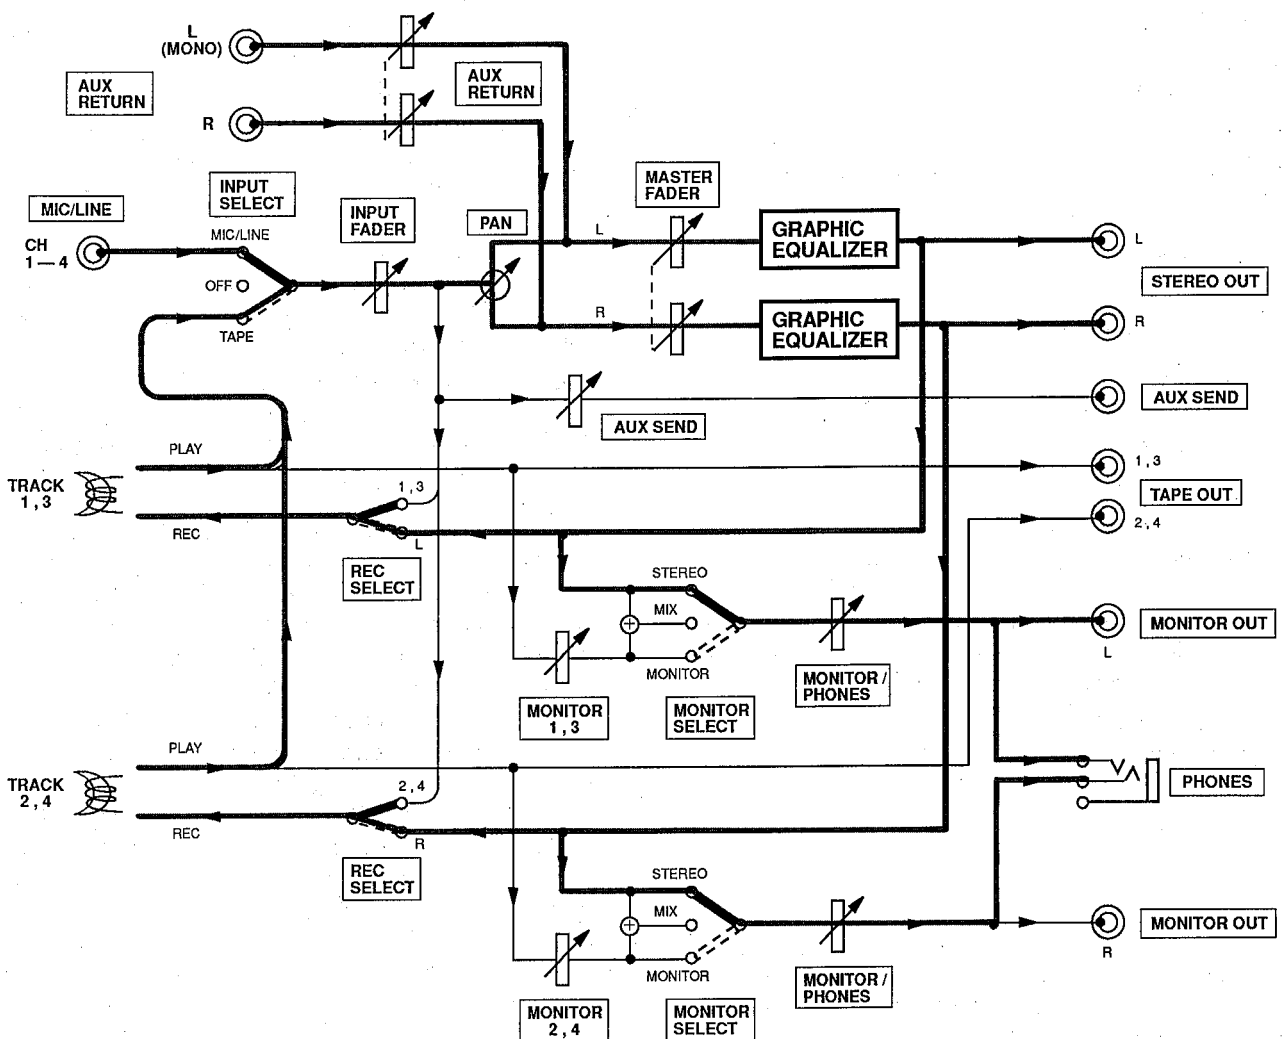 L
(MONO)
AUX
RETURN
AUX
RETURN
R
INPUT
SELECT
MASTER
FADER
MIC/LINE
INPUT
FADER
PAN
MIC/LINE
CH
1 — 4
L
GRAPHIC
EQUALIZER
L
STEREO OUT
OFF
R
GRAPHIC
EQUALIZER
R
TAPE
AUX SEND
AUX SEND
PLAY
TRACK
1 , 3
1 , 3
1 , 3
TAPE OUT
2 , 4
REC
L
REC
SELECT
STEREO
MIX
MONITOR
MONITOR OUT
L
MONITOR
1 , 3
MONITOR
SELECT
MONITOR /
PHONES
PLAY
TRACK
2 , 4
2 , 4
PHONES
REC
R
REC
SELECT
STEREO
MIX
MONITOR
MONITOR OUT
R
MONITOR
2 , 4
MONITOR
SELECT
MONITOR /
PHONES